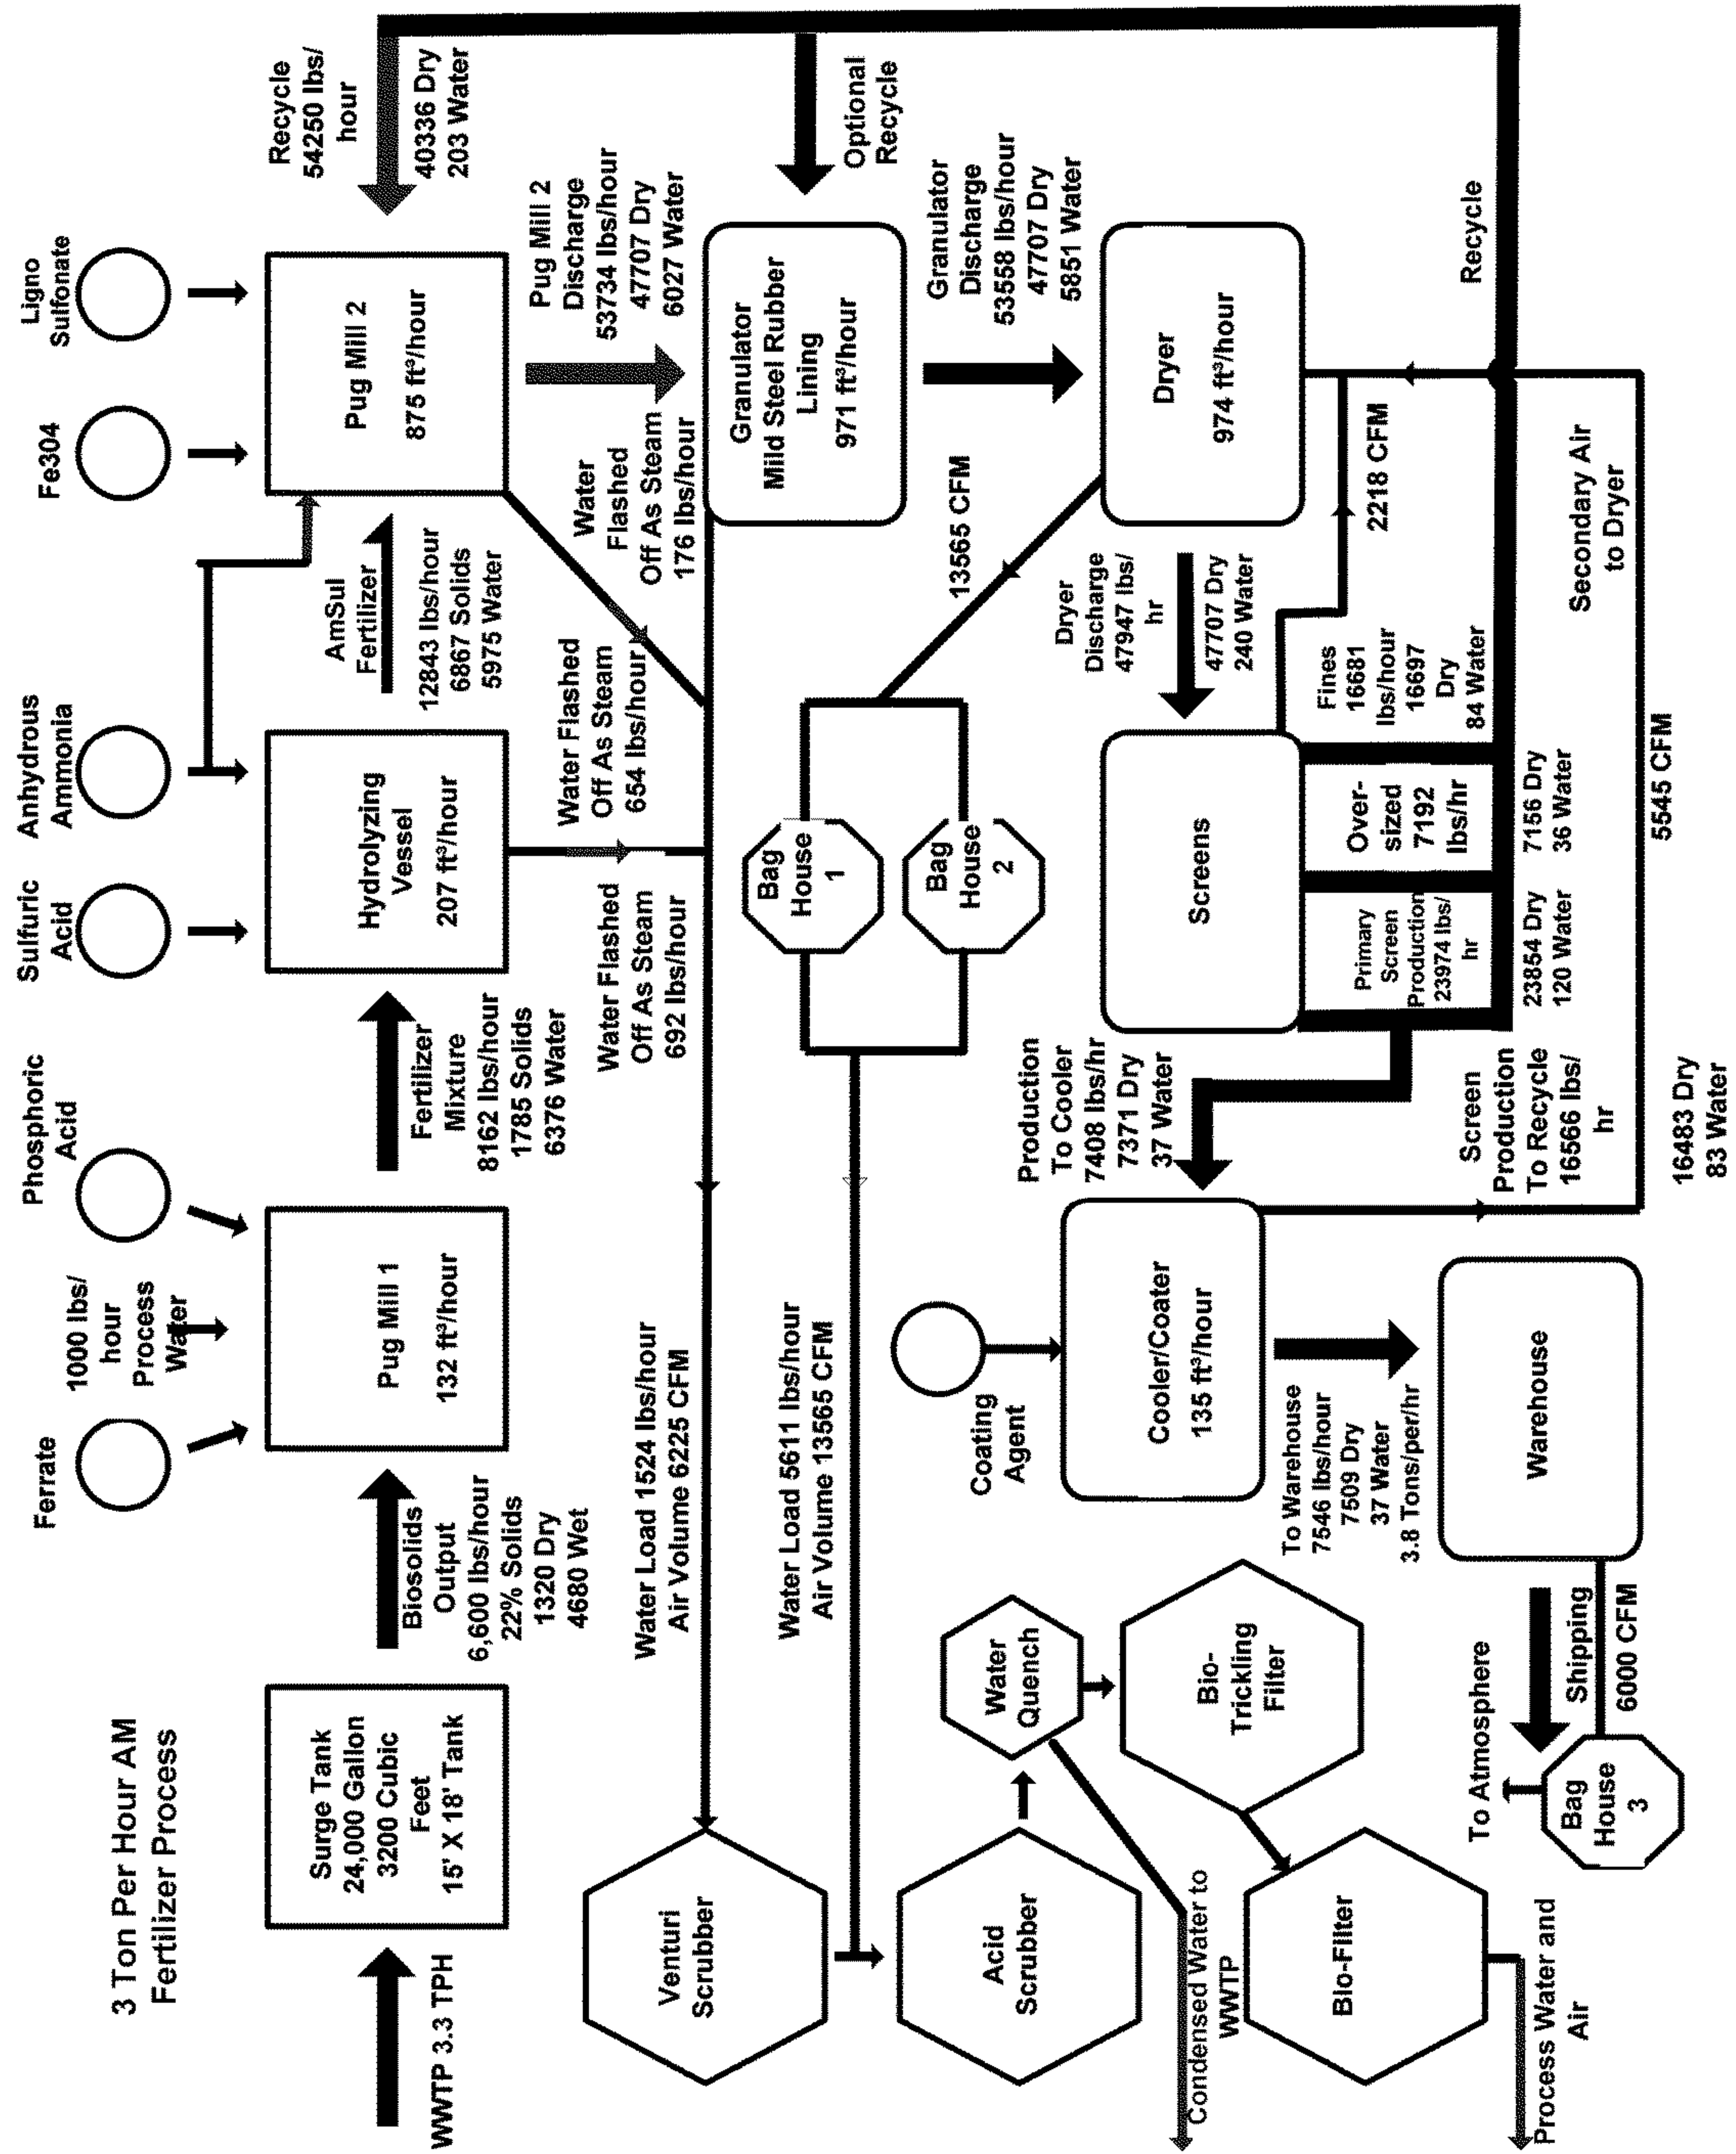 3 Ton Per Hour AM
Fertilizer Process
WWTP 3.3 TPH
Surge Tank
24,000 Gallon
3200 Cubic
Feet
15' X 18' Tank
Biosolids
Output
6,600 lbs/hour
22% Solids
1320 Dry
4680 Wet
Ferrate
1000 lbs/
hour
Process
Water
Phosphoric
Acid
Pug Mill 1
132 ft³/hour
Fertilizer
Mixture
8162 lbs/hour
1785 Solids
6376 Water
Sulfuric
Acid
Anhydrous
Ammonia
Hydrolyzing
Vessel
207 ft³/hour
AmSul
Fertilizer
12843 lbs/hour
6867 Solids
5975 Water
Fe304
Ligno
Sulfonate
Pug Mill 2
875 ft³/hour
Recycle
54250 lbs/
hour
40336 Dry
203 Water
Water Flashed
Off As Steam
692 lbs/hour
Water Flashed
Off As Steam
654 lbs/hour
Water
Flashed
Off As Steam
176 lbs/hour
Pug Mill 2
Discharge
53734 lbs/hour
47707 Dry
6027 Water
Granulator
Mild Steel Rubber
Lining
971 ft³/hour
Optional
Recycle
Water Load 1524 lbs/hour
Air Volume 6225 CFM
Venturi
Scrubber
Water Load 5611 lbs/hour
Air Volume 13565 CFM
Bag
House
1
Bag
House
2
13565 CFM
Granulator
Discharge
53558 lbs/hour
47707 Dry
5851 Water
Dryer
974 ft³/hour
Dryer
Discharge
47947 lbs/
hr
47707 Dry
240 Water
Screens
Acid
Scrubber
Water
Quench
Bio-
Trickling
Filter
Condensed Water to
WWTP
Bio-Filter
Process Water and
Air
Coating
Agent
Cooler/Coater
135 ft³/hour
Production
To Cooler
7408 lbs/hr
7371 Dry
37 Water
Primary
Screen
Production
23974 lbs/
hr
Over-
sized
7192
lbs/hr
Fines
16681
lbs/hour
16697
Dry
84 Water
2218 CFM
Recycle
23854 Dry
120 Water
7156 Dry
36 Water
Screen
Production
To Recycle
16566 lbs/
hr
16483 Dry
83 Water
5545 CFM
Secondary Air
to Dryer
To Warehouse
7546 lbs/hour
7509 Dry
37 Water
3.8 Tons/per/hr
Warehouse
Shipping
6000 CFM
To Atmosphere
Bag
House
3